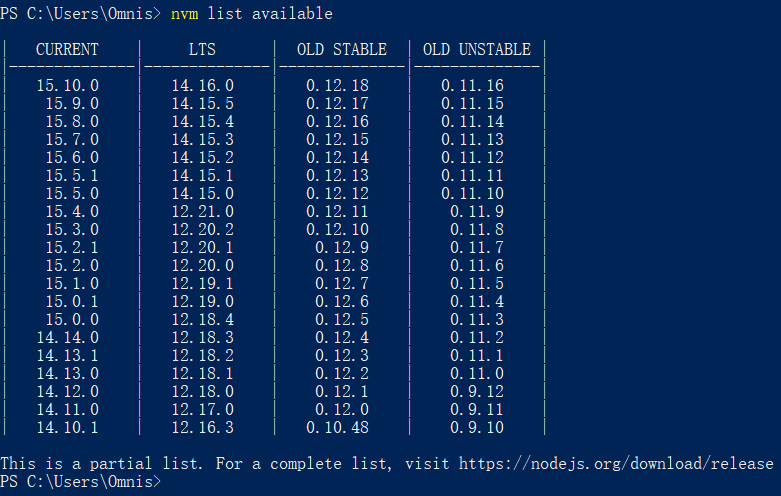 PS C:\Users\Omnis> nvm list available
|   CURRENT    |     LTS      |  OLD STABLE  | OLD UNSTABLE |
|--------------|--------------|--------------|--------------|
|   15.10.0    |   14.16.0    |   0.12.18    |   0.11.16    |
|    15.9.0    |   14.15.5    |   0.12.17    |   0.11.15    |
|    15.8.0    |   14.15.4    |   0.12.16    |   0.11.14    |
|    15.7.0    |   14.15.3    |   0.12.15    |   0.11.13    |
|    15.6.0    |   14.15.2    |   0.12.14    |   0.11.12    |
|    15.5.1    |   14.15.1    |   0.12.13    |   0.11.11    |
|    15.5.0    |   14.15.0    |   0.12.12    |   0.11.10    |
|    15.4.0    |   12.21.0    |   0.12.11    |    0.11.9    |
|    15.3.0    |   12.20.2    |   0.12.10    |    0.11.8    |
|    15.2.1    |   12.20.1    |    0.12.9    |    0.11.7    |
|    15.2.0    |   12.20.0    |    0.12.8    |    0.11.6    |
|    15.1.0    |   12.19.1    |    0.12.7    |    0.11.5    |
|    15.0.1    |   12.19.0    |    0.12.6    |    0.11.4    |
|    15.0.0    |   12.18.4    |    0.12.5    |    0.11.3    |
|   14.14.0    |   12.18.3    |    0.12.4    |    0.11.2    |
|   14.13.1    |   12.18.2    |    0.12.3    |    0.11.1    |
|   14.13.0    |   12.18.1    |    0.12.2    |    0.11.0    |
|   14.12.0    |   12.18.0    |    0.12.1    |    0.9.12    |
|   14.11.0    |   12.17.0    |    0.12.0    |    0.9.11    |
|   14.10.1    |   12.16.3    |   0.10.48    |    0.9.10    |
This is a partial list. For a complete list, visit https://nodejs.org/download/release
PS C:\Users\Omnis>